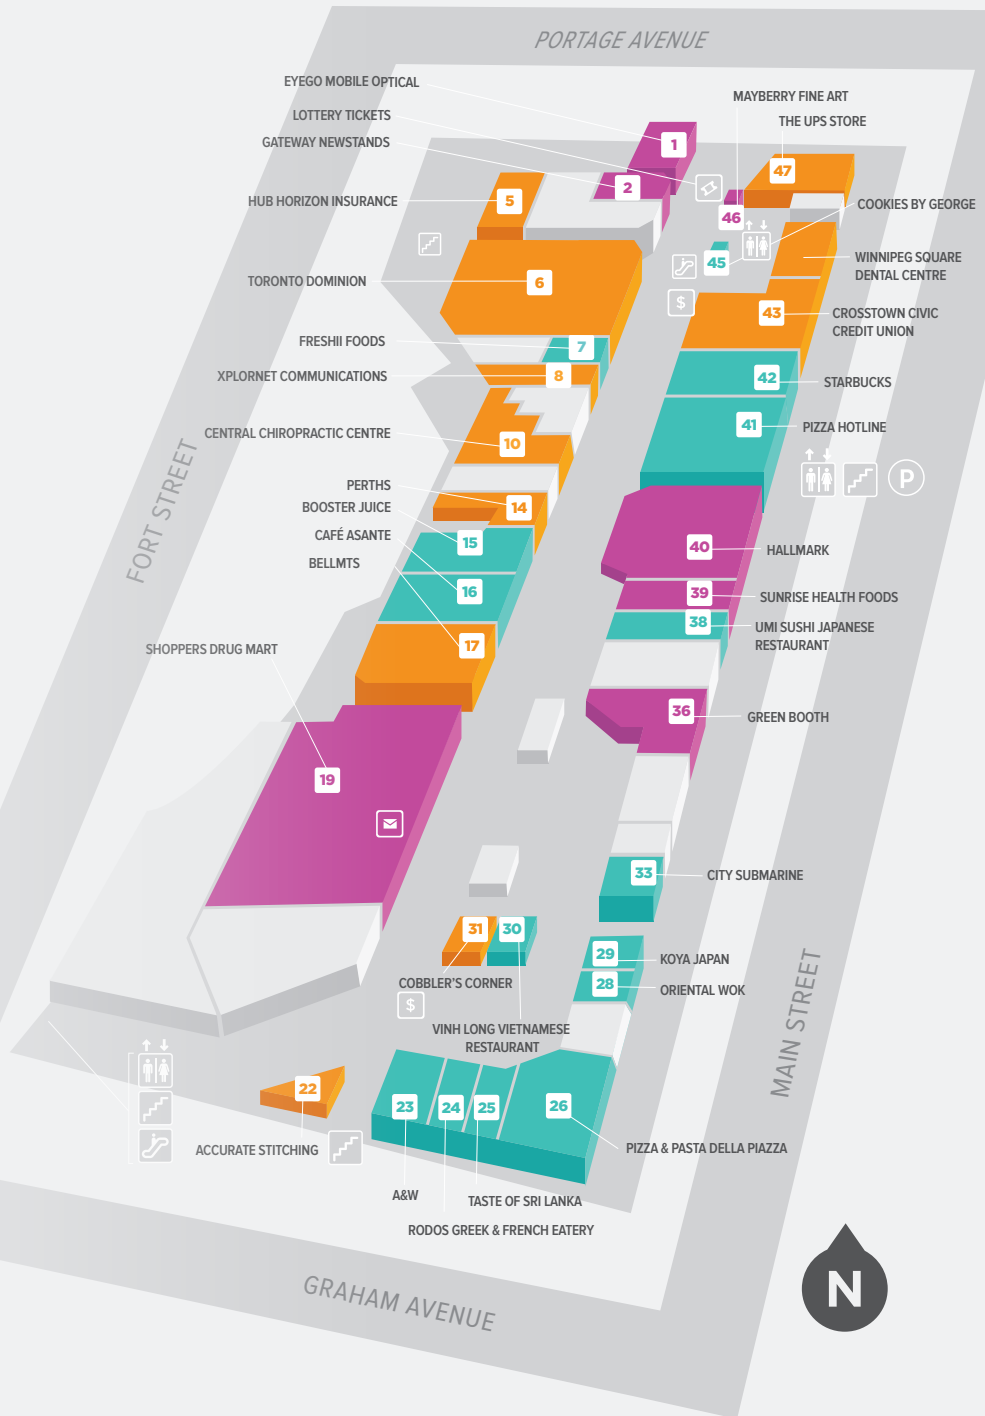 PORTAGE AVENUE
EYEGO MOBILE OPTICAL
LOTTERY TICKETS
GATEWAY NEWSTANDS
MAYBERRY FINE ART
THE UPS STORE
1
2
47
5
46
HUB HORIZON INSURANCE
COOKIES BY GEORGE
45
WINNIPEG SQUARE
DENTAL CENTRE
TORONTO DOMINION
6
$
43
CROSSTOWN CIVIC
CREDIT UNION
FRESHII FOODS
7
XPLORNET COMMUNICATIONS
8
42
STARBUCKS
CENTRAL CHIROPRACTIC CENTRE
10
41
PIZZA HOTLINE
P
PERTHS
14
BOOSTER JUICE
15
CAFÉ ASANTE
16
BELLMTS
17
40
HALLMARK
39
SUNRISE HEALTH FOODS
38
UMI SUSHI JAPANESE
RESTAURANT
FORT STREET
SHOPPERS DRUG MART
19
36
GREEN BOOTH
33
CITY SUBMARINE
31
30
29
KOYA JAPAN
28
ORIENTAL WOK
COBBLER'S CORNER
$
VINH LONG VIETNAMESE
RESTAURANT
MAIN STREET
22
ACCURATE STITCHING
23
24
25
26
PIZZA & PASTA DELLA PIAZZA
A&W
TASTE OF SRI LANKA
RODOS GREEK & FRENCH EATERY
GRAHAM AVENUE
N